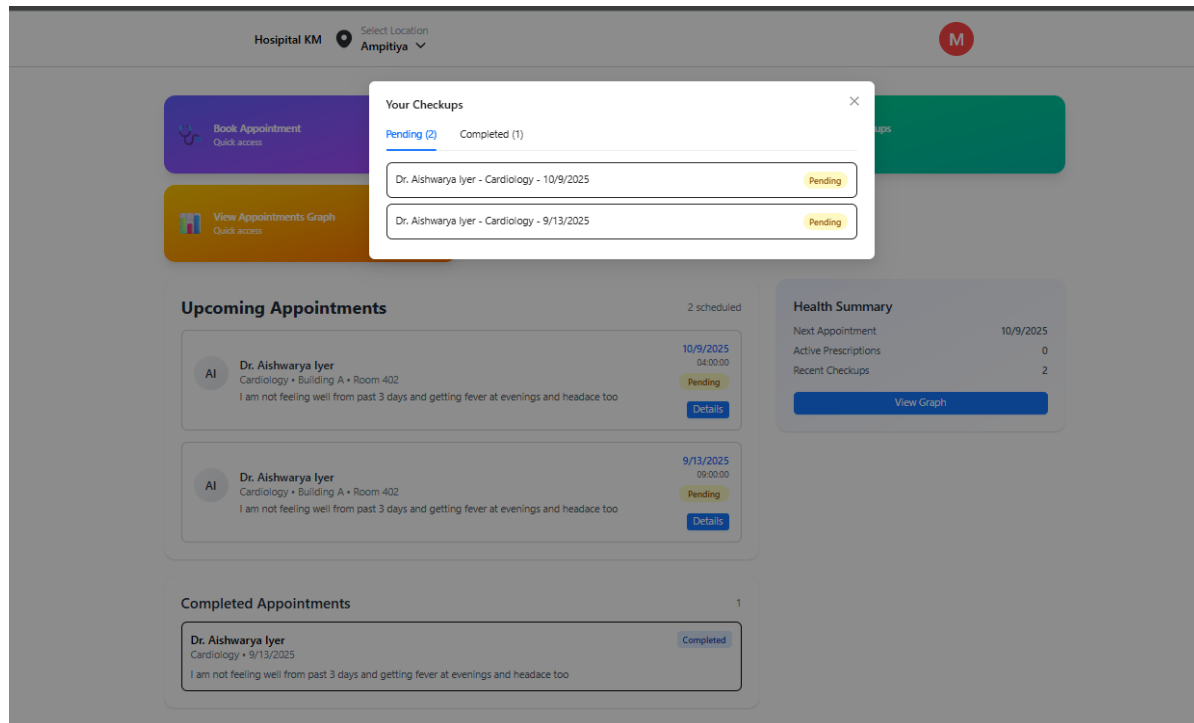 Hosipital KM
Select Location
Ampitiya
M
Your Checkups
Pending (2) Completed (1)
Dr. Aishwarya Iyer - Cardiology - 10/9/2025 Pending
Dr. Aishwarya Iyer - Cardiology - 9/13/2025 Pending
Book Appointment
Quick access
ups
View Appointments Graph
Quick access
Upcoming Appointments 2 scheduled
AI
Dr. Aishwarya Iyer
Cardiology • Building A • Room 402
I am not feeling well from past 3 days and getting fever at evenings and headace too
10/9/2025
04:00:00
Pending
Details
AI
Dr. Aishwarya Iyer
Cardiology • Building A • Room 402
I am not feeling well from past 3 days and getting fever at evenings and headace too
9/13/2025
09:00:00
Pending
Details
Health Summary
Next Appointment 10/9/2025
Active Prescriptions 0
Recent Checkups 2
View Graph
Completed Appointments 1
Dr. Aishwarya Iyer Completed
Cardiology • 9/13/2025
I am not feeling well from past 3 days and getting fever at evenings and headace too